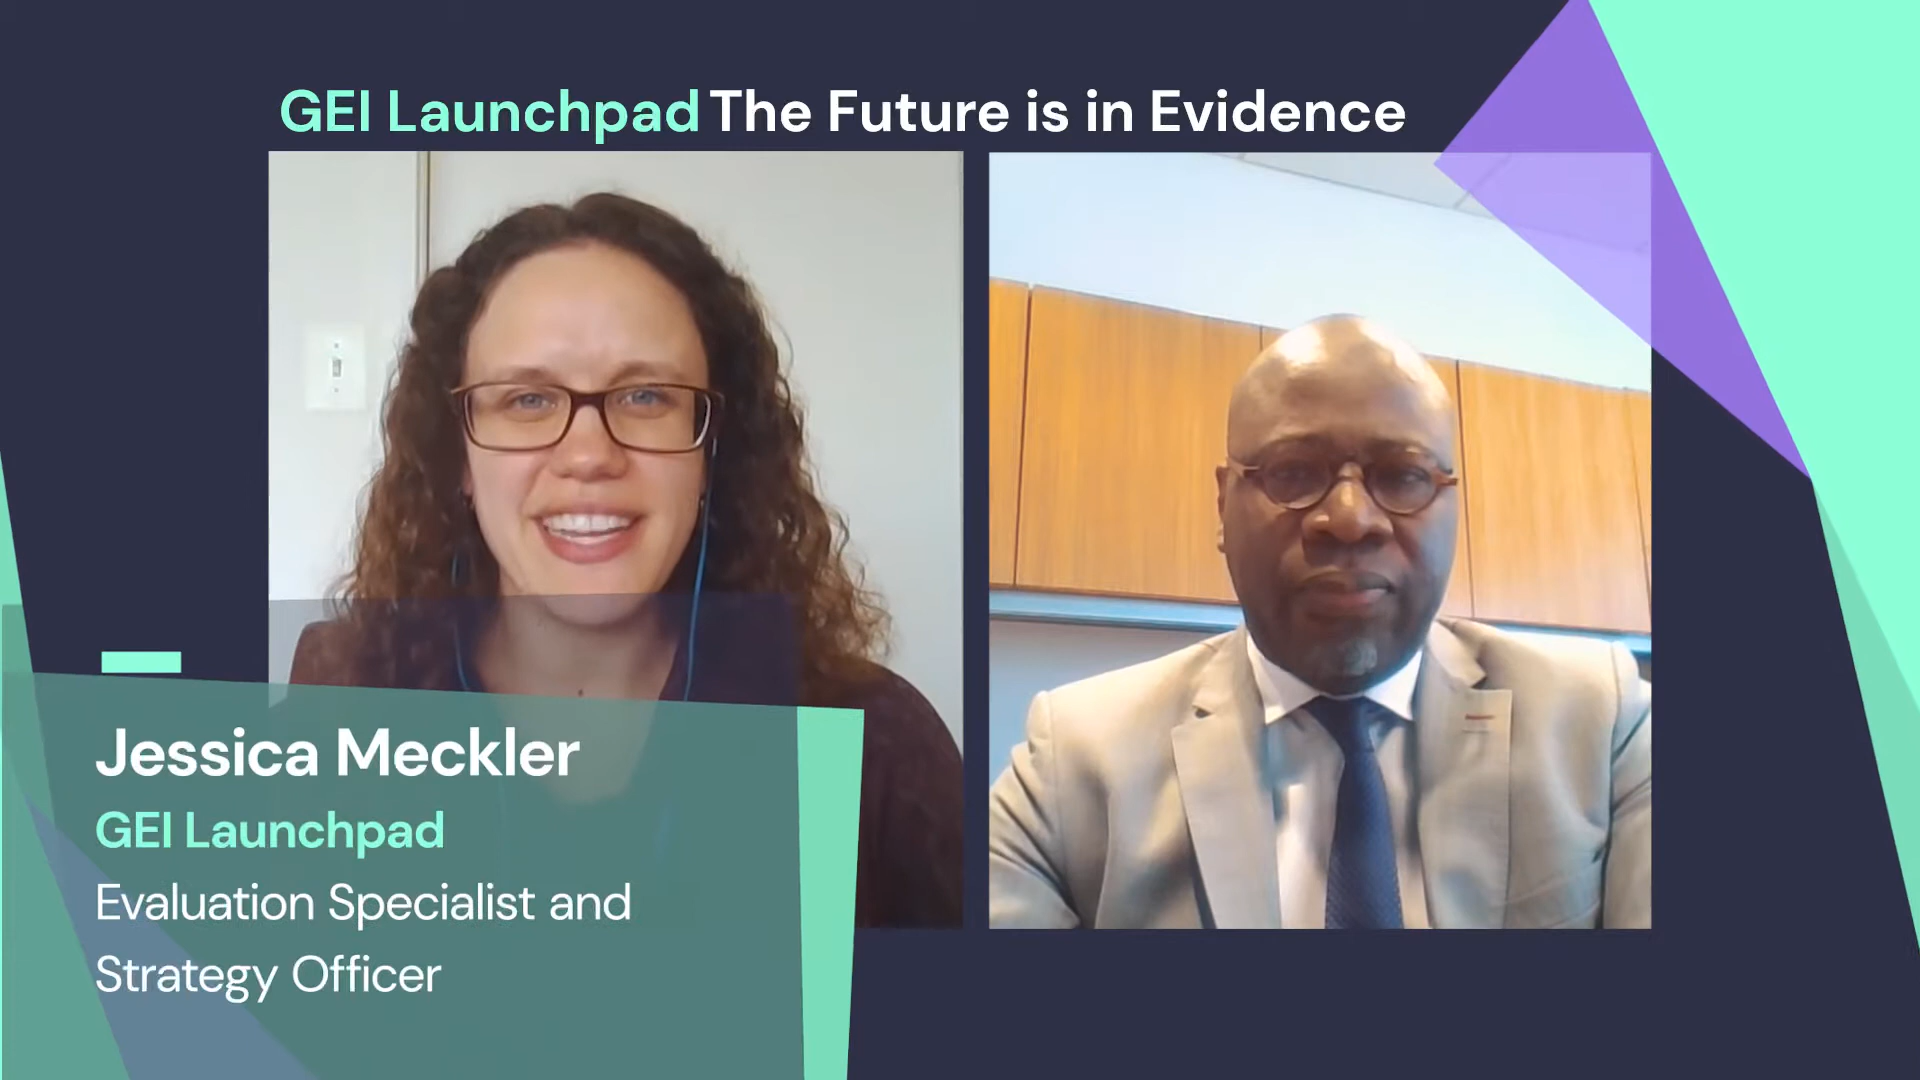 GEI Launchpad The Future is in Evidence
Jessica Meckler
GEI Launchpad
Evaluation Specialist and
Strategy Officer